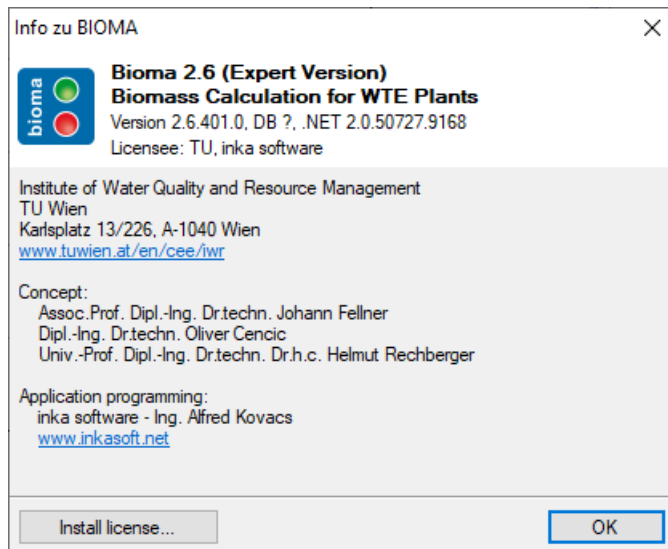 Info zu BIOMA
bioma
Bioma 2.6 (Expert Version)
Biomass Calculation for WTE Plants
Version 2.6.401.0, DB ?, .NET 2.0.50727.9168
Licensee: TU, inka software
Institute of Water Quality and Resource Management
TU Wien
Karlsplatz 13/226, A-1040 Wien
www.tuwien.at/en/cee/iwr
Concept:
Assoc.Prof. Dipl.-Ing. Dr.techn. Johann Fellner
Dipl.-Ing. Dr.techn. Oliver Cencic
Univ.-Prof. Dipl.-Ing. Dr.techn. Dr.h.c. Helmut Rechberger
Application programming:
inka software - Ing. Alfred Kovacs
www.inkasoft.net
Install license...
OK